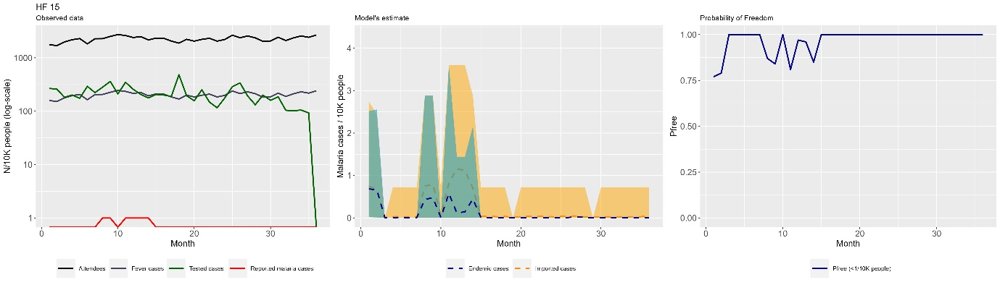 HF 15
Observed data
N/10K people (log-scale)
1000
100
10
1
0
10
20
30
Month
Attendees
Fever cases
Tested cases
Reported malaria cases
Model's estimate
Malaria cases / 10K people
4
3
2
1
0
0
10
20
30
Month
Endemic cases
Imported cases
Probability of Freedom
Pfree
1.00
0.75
0.50
0.25
0.00
0
10
20
30
Month
Pfree (<1/10K people)